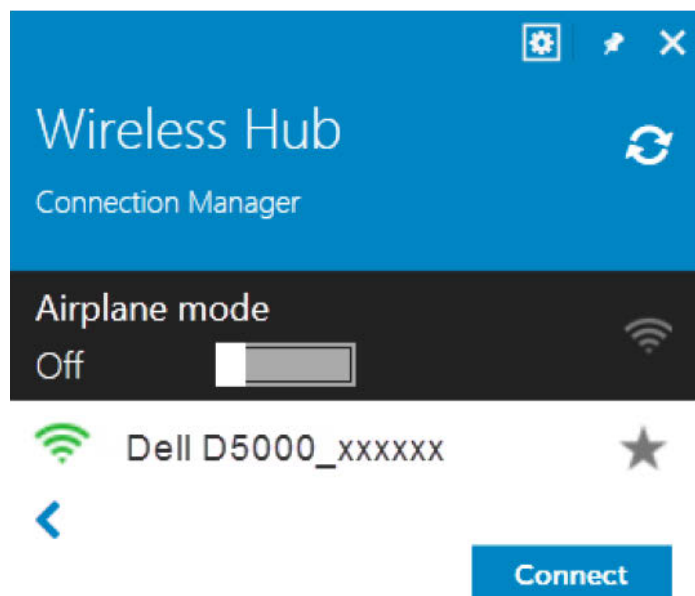 Wireless Hub
Connection Manager
Airplane mode
Off
Dell D5000_xxxxxx
Connect